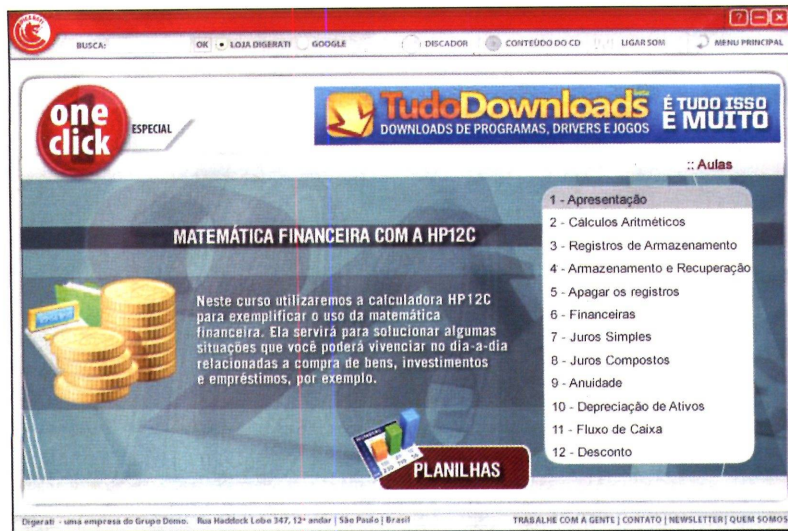 DIGERATI
BUSCA: OK LOJA DIGERATI GOOGLE DISCADOR CONTEÚDO DO CD LIGAR SOM MENU PRINCIPAL
one
click
1
ESPECIAL
TudoDownloads
DOWNLOADS DE PROGRAMAS, DRIVERS E JOGOS
É TUDO ISSO
E MUITO
:: Aulas
MATEMÁTICA FINANCEIRA COM A HP12C
Neste curso utilizaremos a calculadora HP12C
para exemplificar o uso da matemática
financeira. Ela servirá para solucionar algumas
situações que você poderá vivenciar no dia-a-dia
relacionadas a compra de bens, investimentos
e empréstimos, por exemplo.
1 - Apresentação
2 - Cálculos Aritméticos
3 - Registros de Armazenamento
4 - Armazenamento e Recuperação
5 - Apagar os registros
6 - Financeiras
7 - Juros Simples
8 - Juros Compostos
9 - Anuidade
10 - Depreciação de Ativos
11 - Fluxo de Caixa
12 - Desconto
PLANILHAS
Digerati - uma empresa do Grupo Domo. Rua Haddock Lobo 347, 12º andar | São Paulo | Brasil
TRABALHE COM A GENTE | CONTATO | NEWSLETTER | QUEM SOMOS